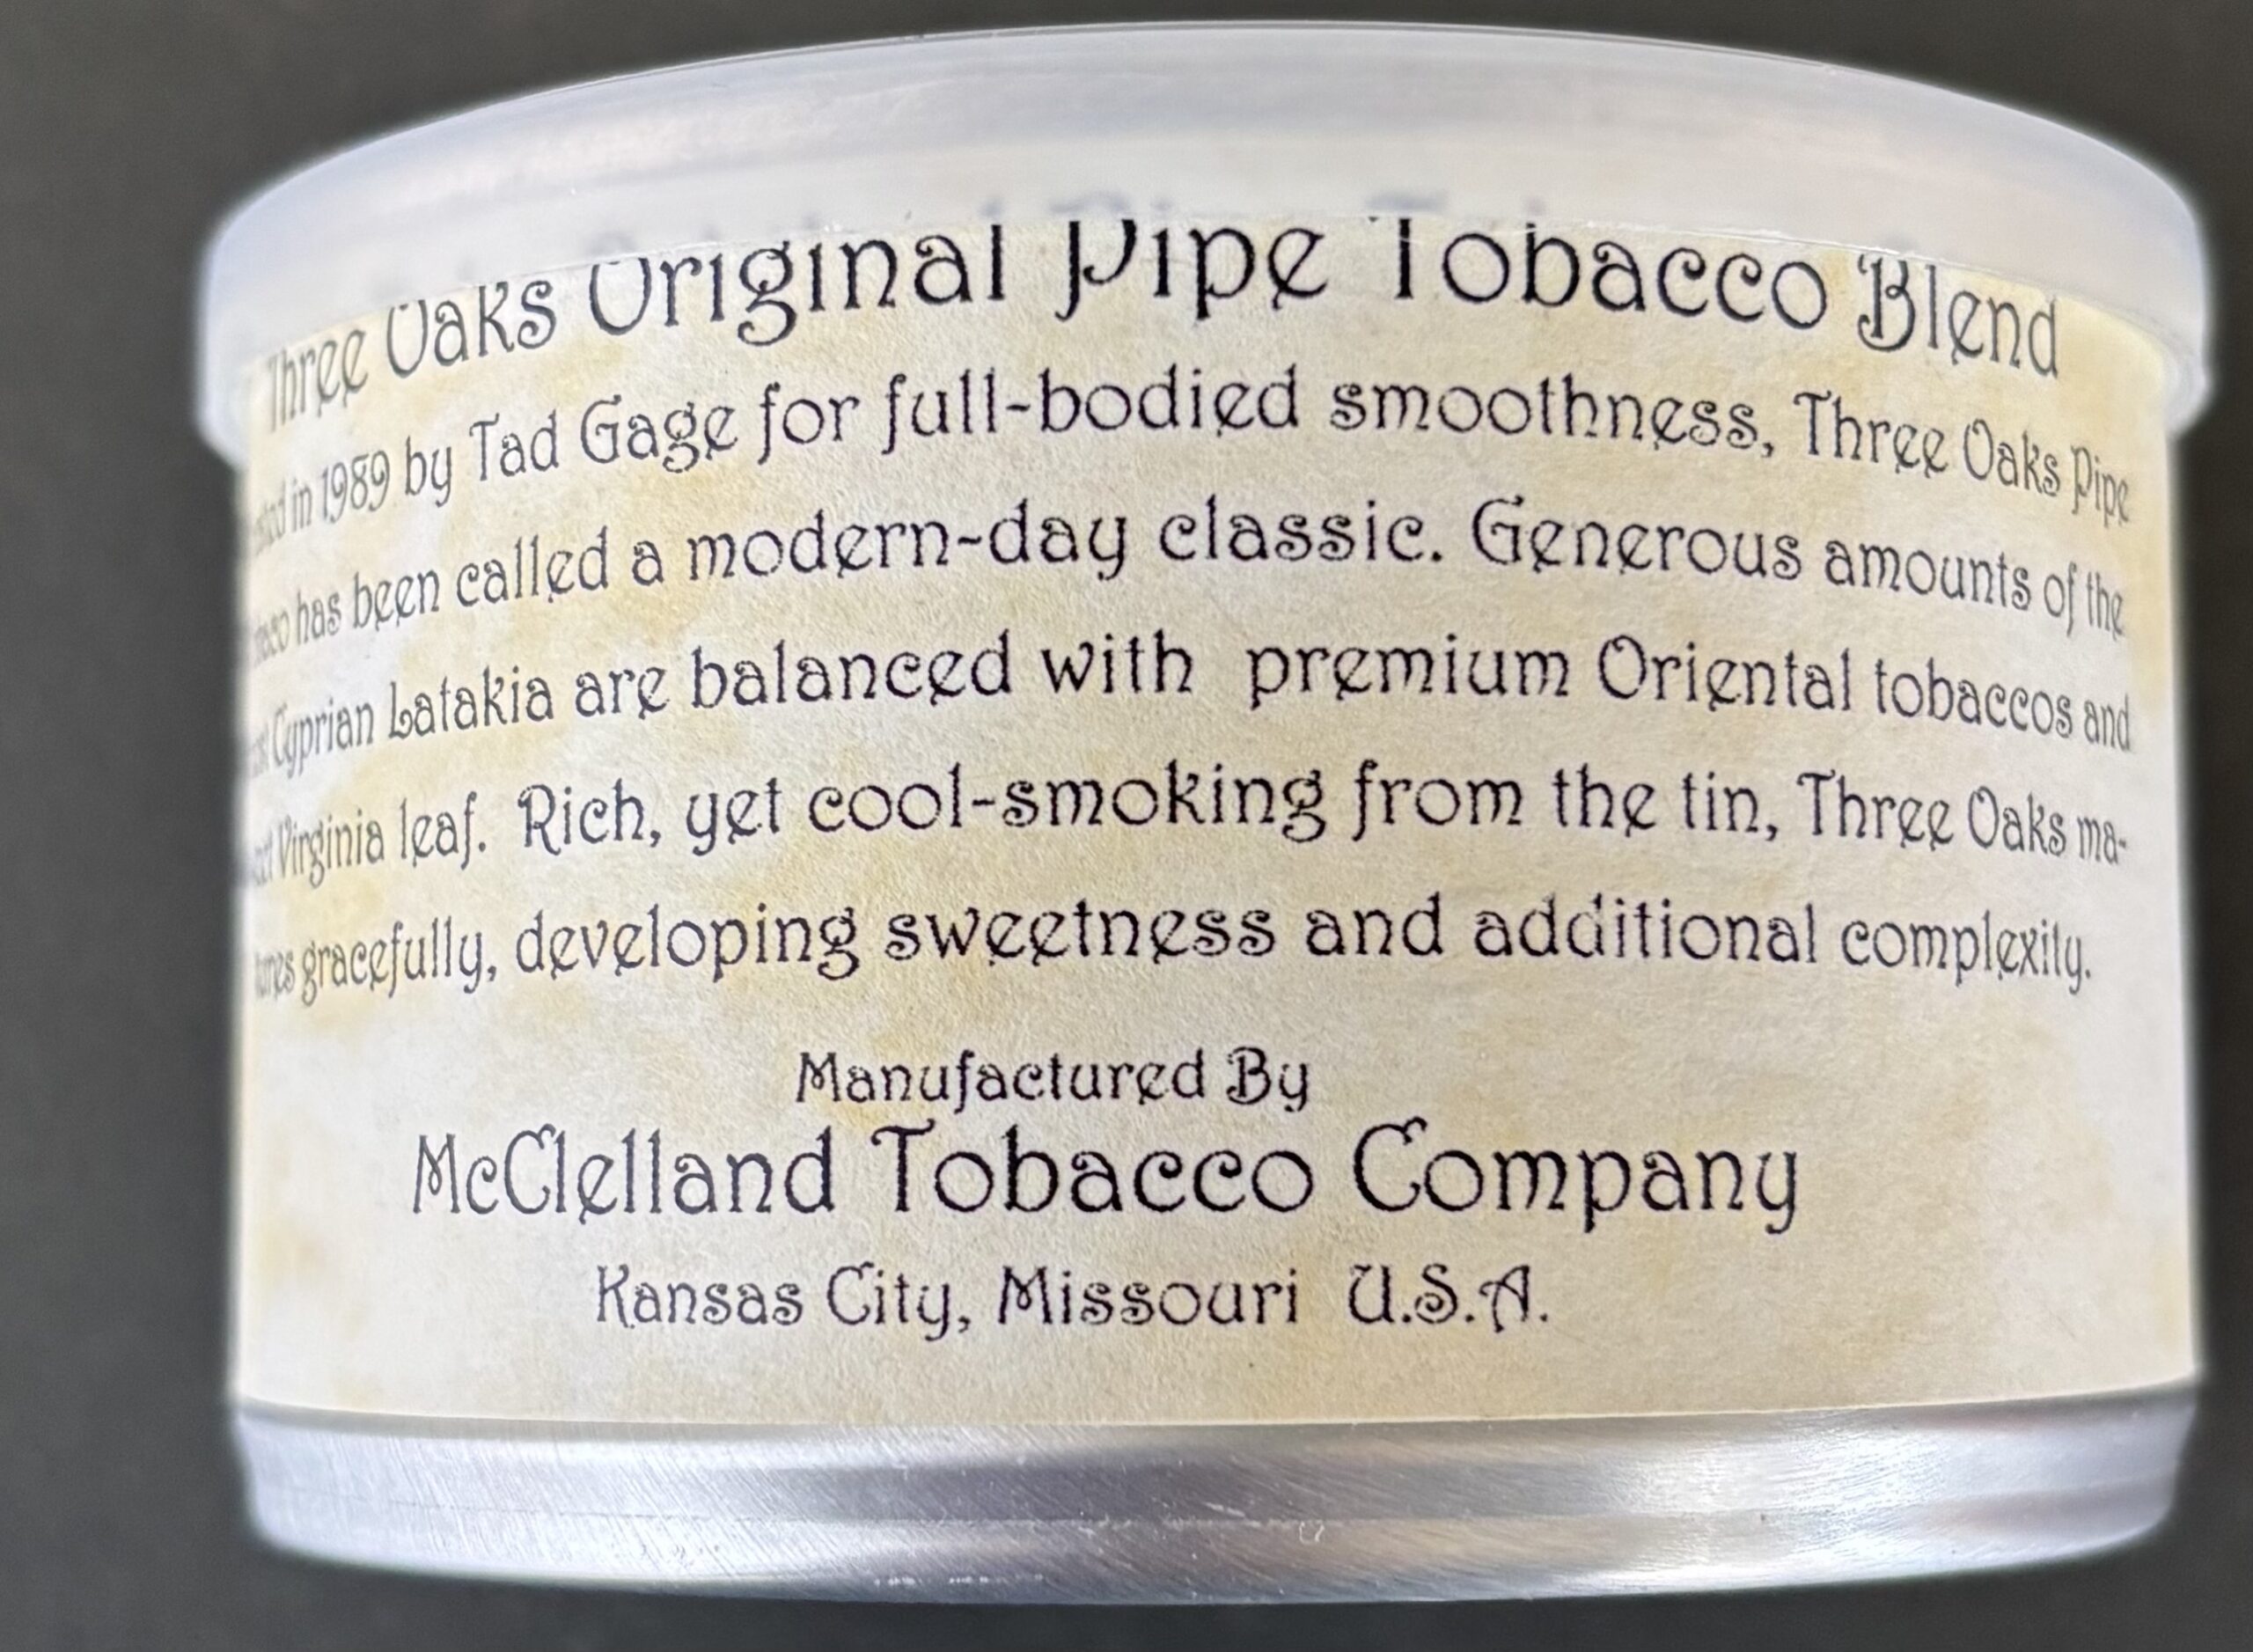 Three Oaks Original Pipe Tobacco Blend
in 1989 by Tad Gage for full-bodied smoothness, Three Oaks Pipe
has been called a modern-day classic. Generous amounts of the
Cyprian Latakia are balanced with premium Oriental tobaccos and
Virginia leaf. Rich, yet cool-smoking from the tin, Three Oaks ma-
tures gracefully, developing sweetness and additional complexity.
Manufactured By
McClelland Tobacco Company
Kansas City, Missouri U.S.A.